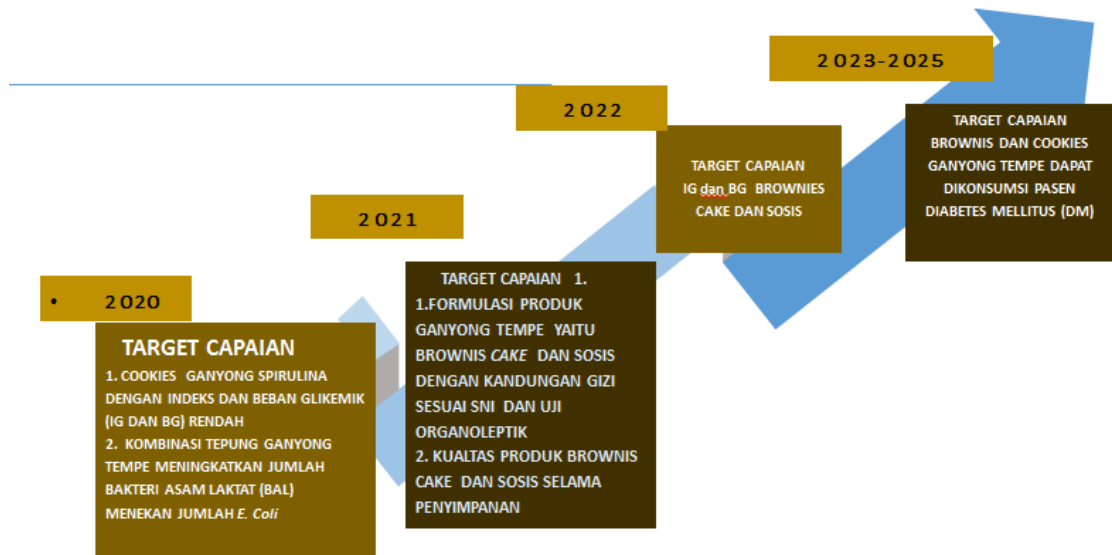 • 2020
TARGET CAPAIAN
1. COOKIES GANYONG SPIRULINA
DENGAN INDEKS DAN BEBAN GLIKEMIK
(IG DAN BG) RENDAH
2. KOMBINASI TEPUNG GANYONG
TEMPE MENINGKATKAN JUMLAH
BAKTERI ASAM LAKTAT (BAL)
MENEKAN JUMLAH E. Coli
2021
TARGET CAPAIAN 1.
1.FORMULASI PRODUK
GANYONG TEMPE YAITU
BROWNIS CAKE DAN SOSIS
DENGAN KANDUNGAN GIZI
SESUAI SNI DAN UJI
ORGANOLEPTIK
2. KUALTAS PRODUK BROWNIS
CAKE DAN SOSIS SELAMA
PENYIMPANAN
2022
TARGET CAPAIAN
IG dan BG BROWNIES
CAKE DAN SOSIS
2023-2025
TARGET CAPAIAN
BROWNIS DAN COOKIES
GANYONG TEMPE DAPAT
DIKONSUMSI PASEN
DIABETES MELLITUS (DM)